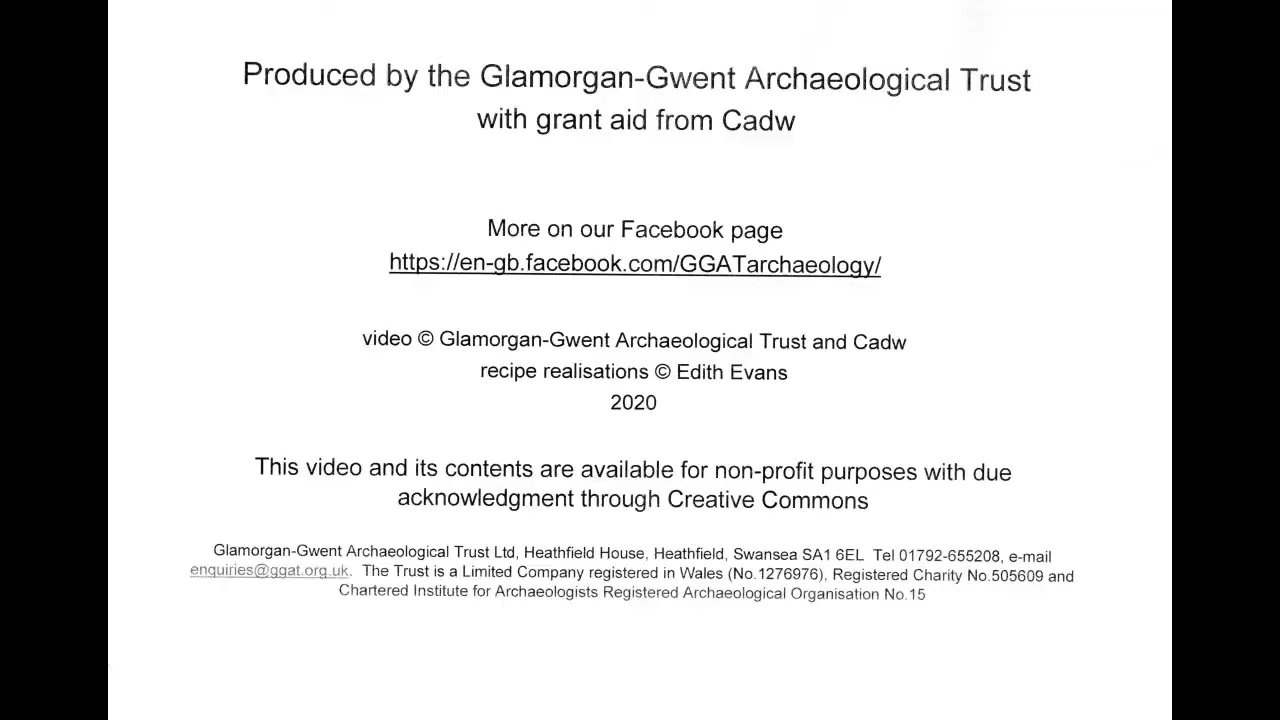 Produced by the Glamorgan-Gwent Archaeological Trust
with grant aid from Cadw
More on our Facebook page
https://en-gb.facebook.com/GGATarchaeology/
video © Glamorgan-Gwent Archaeological Trust and Cadw
recipe realisations © Edith Evans
2020
This video and its contents are available for non-profit purposes with due
acknowledgment through Creative Commons
Glamorgan-Gwent Archaeological Trust Ltd, Heathfield House, Heathfield, Swansea SA1 6EL Tel 01792-655208, e-mail
enquiries@ggat.org.uk. The Trust is a Limited Company registered in Wales (No.1276976), Registered Charity No.505609 and
Chartered Institute for Archaeologists Registered Archaeological Organisation No.15